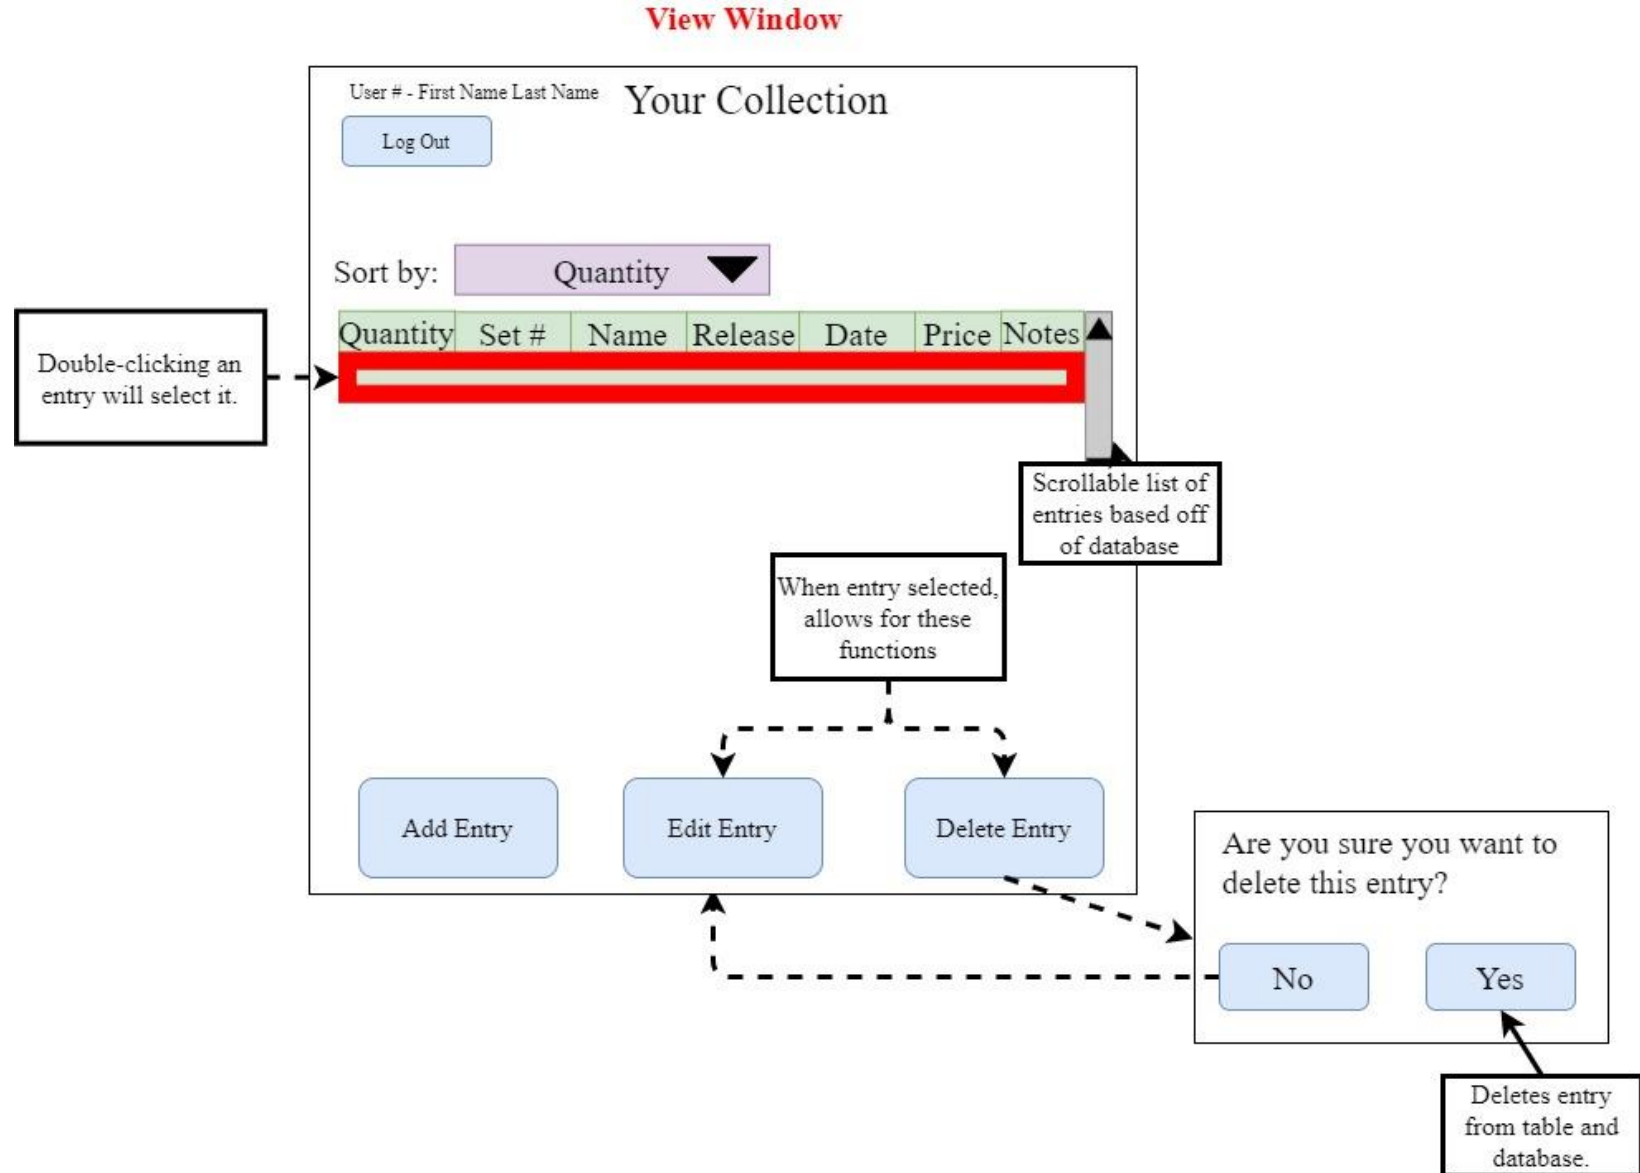 View Window
User # - First Name Last Name
Your Collection
Log Out
Sort by:
Quantity
Quantity
Set #
Name
Release
Date
Price
Notes
Double-clicking an
entry will select it.
Scrollable list of
entries based off
of database
When entry selected,
allows for these
functions
Add Entry
Edit Entry
Delete Entry
Are you sure you want to
delete this entry?
No
Yes
Deletes entry
from table and
database.